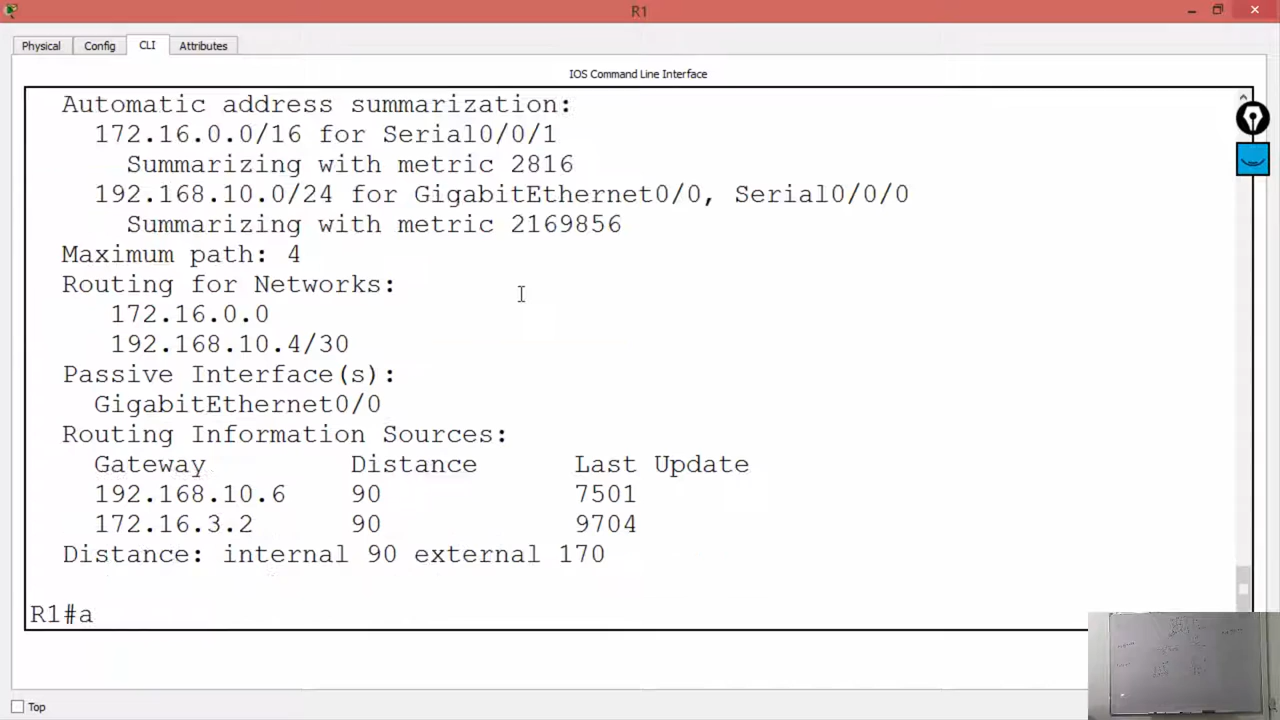 R1
Physical
Config
CLI
Attributes
IOS Command Line Interface
Automatic address summarization:
172.16.0.0/16 for Serial0/0/1
Summarizing with metric 2816
192.168.10.0/24 for GigabitEthernet0/0, Serial0/0/0
Summarizing with metric 2169856
Maximum path: 4
Routing for Networks:
172.16.0.0
192.168.10.4/30
Passive Interface(s):
GigabitEthernet0/0
Routing Information Sources:
Gateway Distance Last Update
192.168.10.6 90 7501
172.16.3.2 90 9704
Distance: internal 90 external 170
R1#a
Top